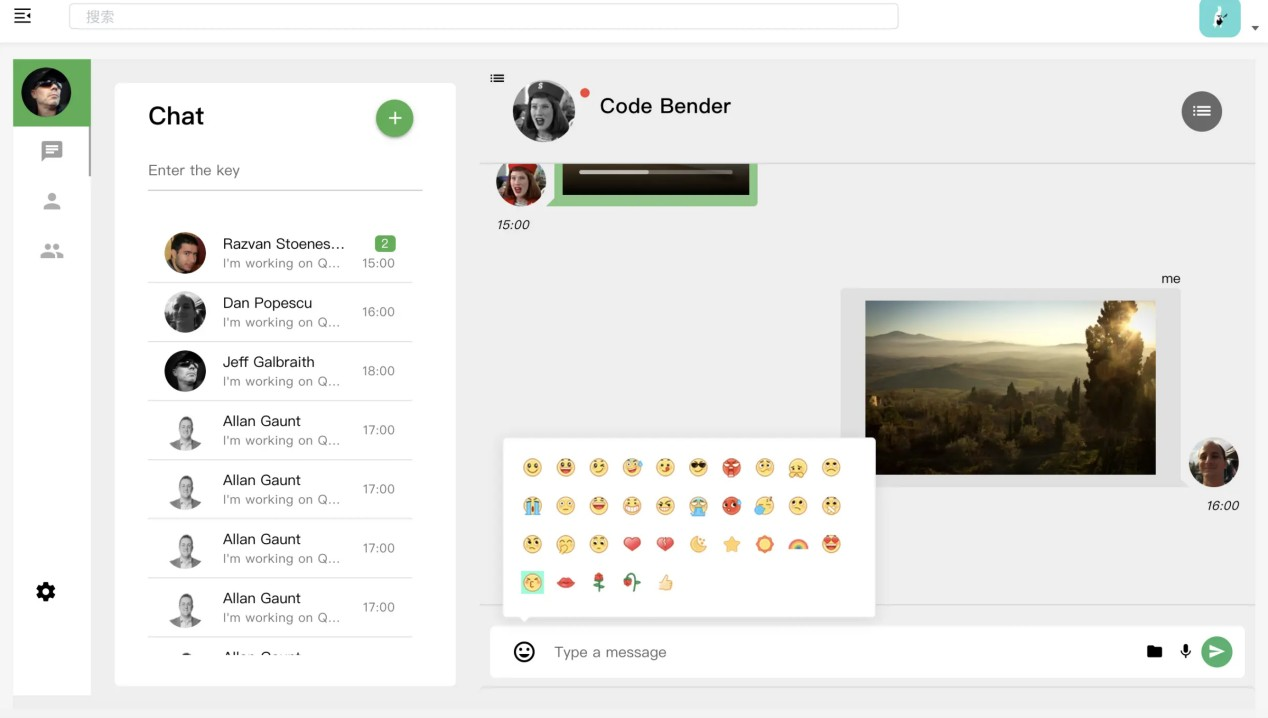 搜索
Chat
Enter the key
Razvan Stoenes...
2
I'm working on Q...
15:00
Dan Popescu
I'm working on Q...
16:00
Jeff Galbraith
I'm working on Q...
18:00
Allan Gaunt
I'm working on Q...
17:00
Allan Gaunt
I'm working on Q...
17:00
Allan Gaunt
I'm working on Q...
17:00
Allan Gaunt
I'm working on Q...
17:00
Allan Gaunt
Code Bender
15:00
me
16:00
Type a message